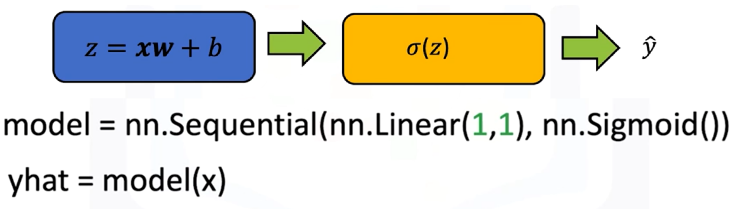 z = xw + b σ(z) ŷ
model = nn.Sequential(nn.Linear(1,1), nn.Sigmoid())
yhat = model(x)